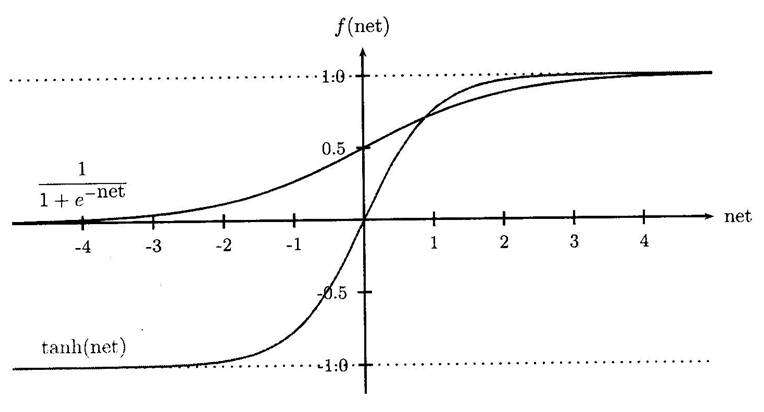 f(net)
1.0
0.5
1
1 + e^{-net}
-4 -3 -2 -1 1 2 3 4 net
-0.5
tanh(net)
-1.0